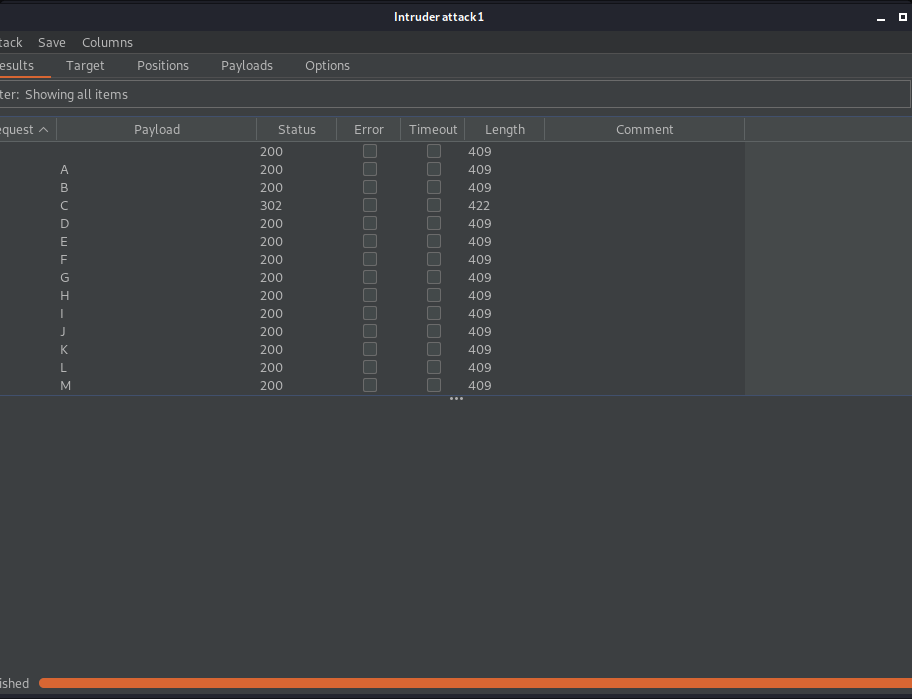 Intruder attack1
tack Save Columns
esults Target Positions Payloads Options
ter: Showing all items
equest Payload Status Error Timeout Length Comment
200 409
A 200 409
B 200 409
C 302 422
D 200 409
E 200 409
F 200 409
G 200 409
H 200 409
I 200 409
J 200 409
K 200 409
L 200 409
M 200 409
ished